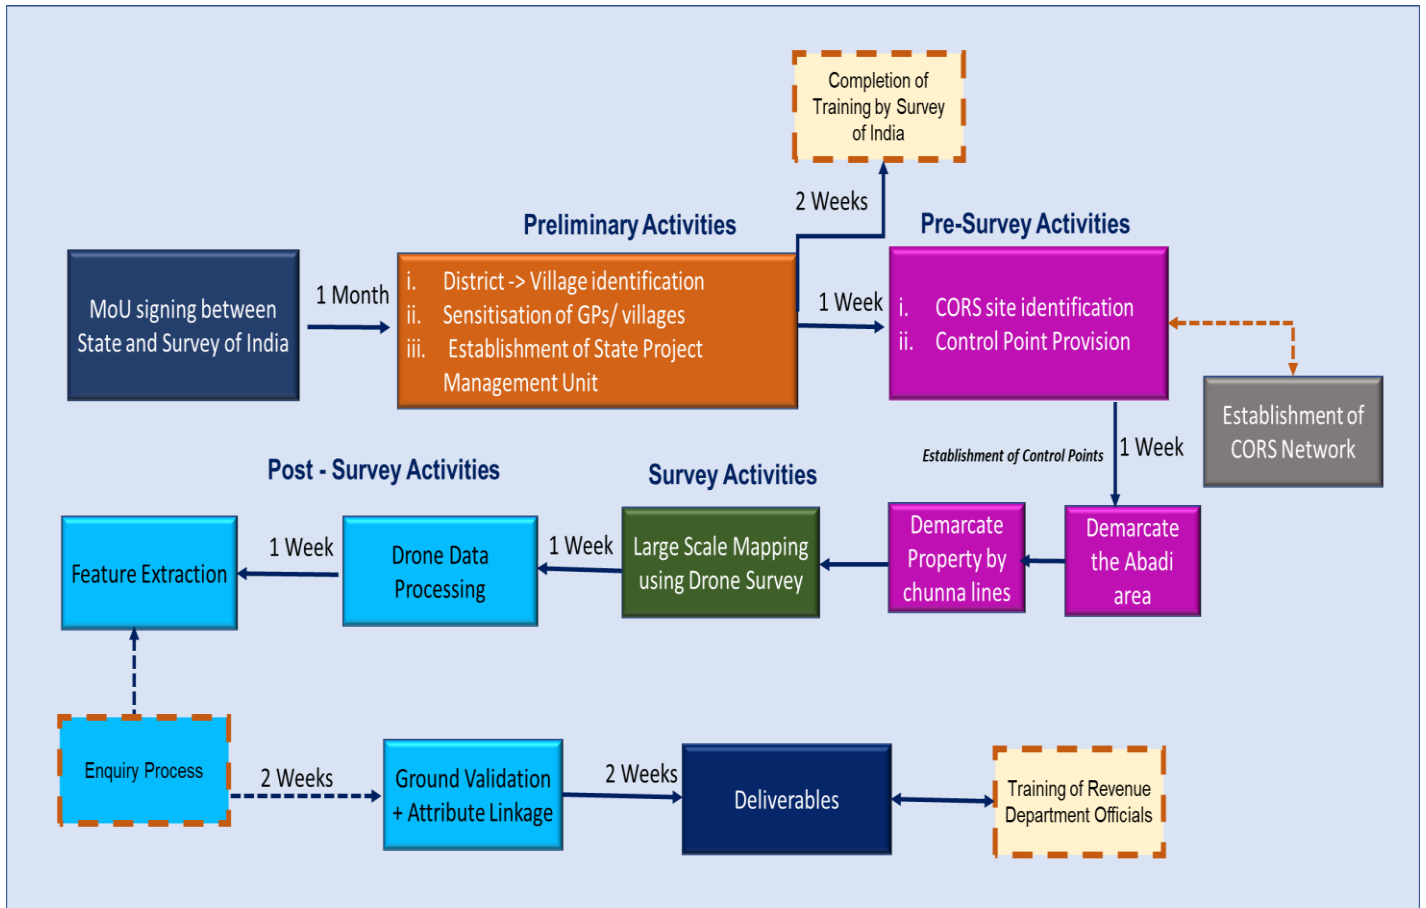 Completion of
Training by Survey
of India
2 Weeks
Preliminary Activities
Pre-Survey Activities
MoU signing between
State and Survey of India
1 Month
i. District -> Village identification
ii. Sensitisation of GPs/ villages
iii. Establishment of State Project
Management Unit
1 Week
i. CORS site identification
ii. Control Point Provision
Establishment of
CORS Network
Establishment of Control Points
1 Week
Post - Survey Activities
Survey Activities
Feature Extraction
1 Week
Drone Data
Processing
1 Week
Large Scale Mapping
using Drone Survey
Demarcate
Property by
chunna lines
Demarcate
the Abadi
area
Enquiry Process
2 Weeks
Ground Validation
+ Attribute Linkage
2 Weeks
Deliverables
Training of Revenue
Department Officials